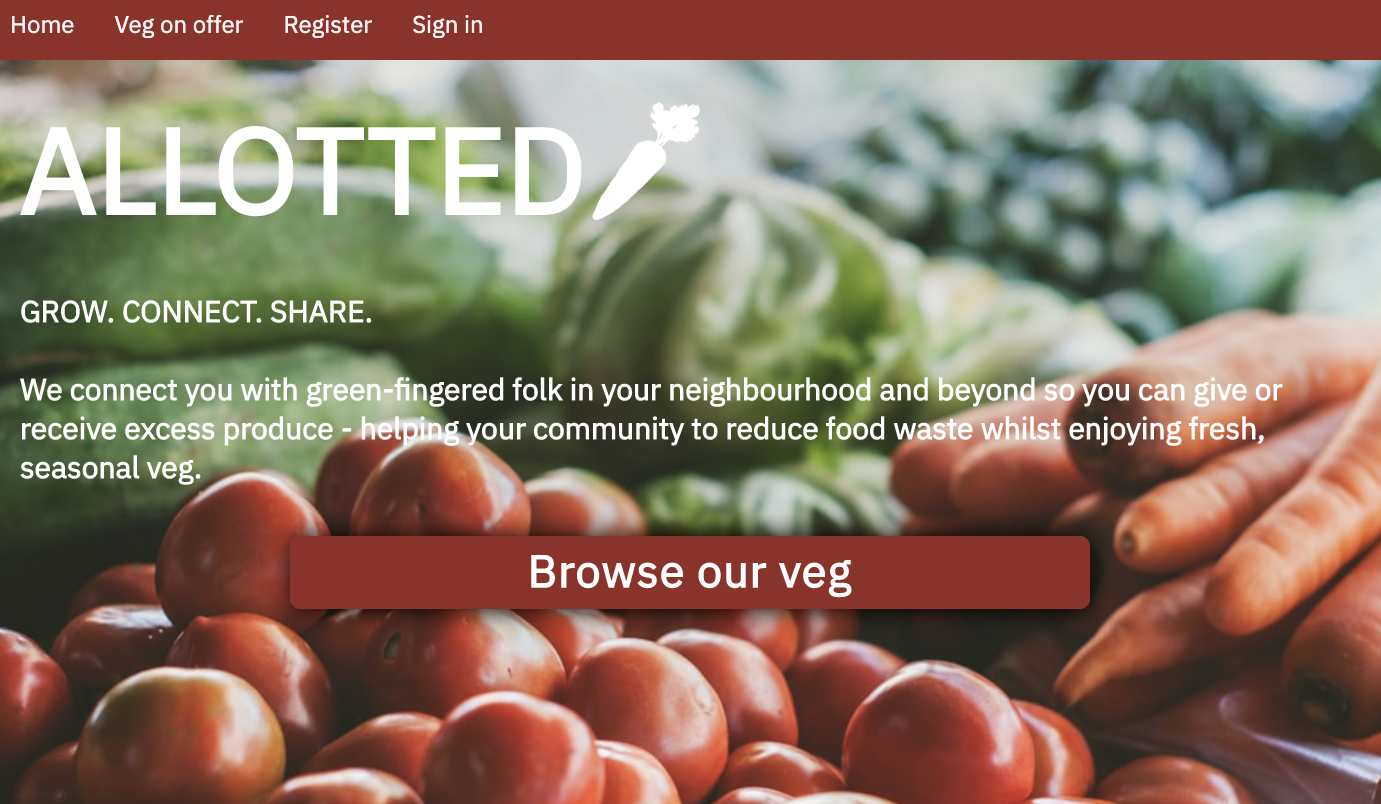 Home Veg on offer Register Sign in
ALLOTTED
GROW. CONNECT. SHARE.
We connect you with green-fingered folk in your neighbourhood and beyond so you can give or
receive excess produce - helping your community to reduce food waste whilst enjoying fresh,
seasonal veg.
Browse our veg